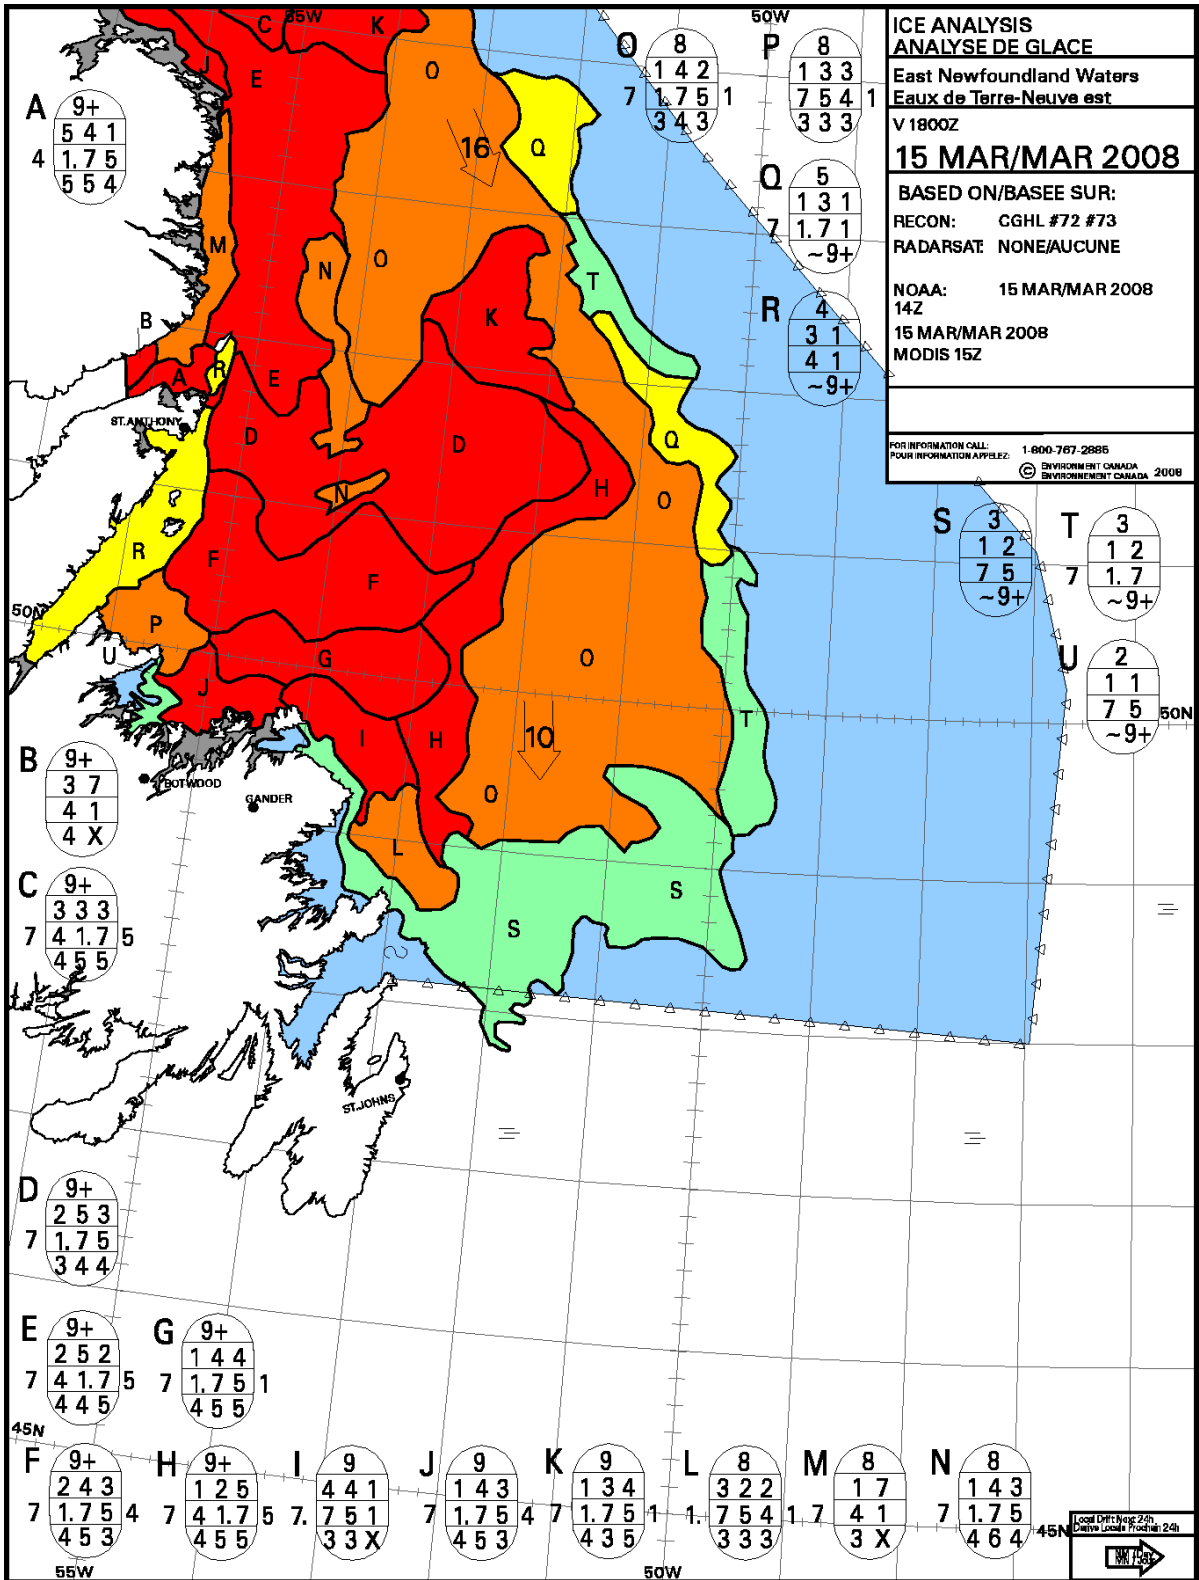 ICE ANALYSIS
ANALYSE DE GLACE
East Newfoundland Waters
Eaux de Terre-Neuve est
V 1800Z
15 MAR/MAR 2008
BASED ON/BASEE SUR:
RECON: CGHL #72 #73
RADARSAT: NONE/AUCUNE
NOAA: 15 MAR/MAR 2008
14Z
15 MAR/MAR 2008
MODIS 15Z
FOR INFORMATION CALL: 1-800-767-2885
POUR INFORMATION APPELEZ:
© ENVIRONMENT CANADA 2008
ENVIRONNEMENT CANADA
55W
50W
C
K
J
E
O
16
Q
M
N
O
T
K
B
A
R
E
ST. ANTHONY
D
D
Q
N
H
O
R
F
F
50N
P
U
G
O
J
T
50N
I
H
10
BOTWOOD
GANDER
O
L
S
S
ST.JOHNS
A
9+
5 4 1
4 1.7 5
5 5 4
O
8
1 4 2
7 1.7 5 1
3 4 3
P
8
1 3 3
7 5 4 1
3 3 3
Q
5
1 3 1
7 1.7 1
~9+
R
4
3 1
4 1
~9+
S
3
1 2
7 5
~9+
T
3
1 2
7 1.7
~9+
U
2
1 1
7 5
~9+
B
9+
3 7
4 1
4 X
C
9+
3 3 3
7 4 1.7 5
4 5 5
D
9+
2 5 3
7 1.7 5
3 4 4
E
9+
2 5 2
7 4 1.7 5
4 4 5
G
9+
1 4 4
7 1.7 5 1
4 5 5
45N
F
9+
2 4 3
7 1.7 5 4
4 5 3
H
9+
1 2 5
7 4 1.7 5
4 5 5
I
9
4 4 1
7. 7 5 1
3 3 X
J
9
1 4 3
7 1.7 5 4
4 5 3
K
9
1 3 4
7 1.7 5 1
4 3 5
L
8
3 2 2
1. 7 5 4 1
3 3 3
M
8
1 7
7 4 1
3 X
N
8
1 4 3
7 1.7 5
4 6 4
45N
55W
50W
Local Drift Next 24h
Derive Locale Prochain 24h